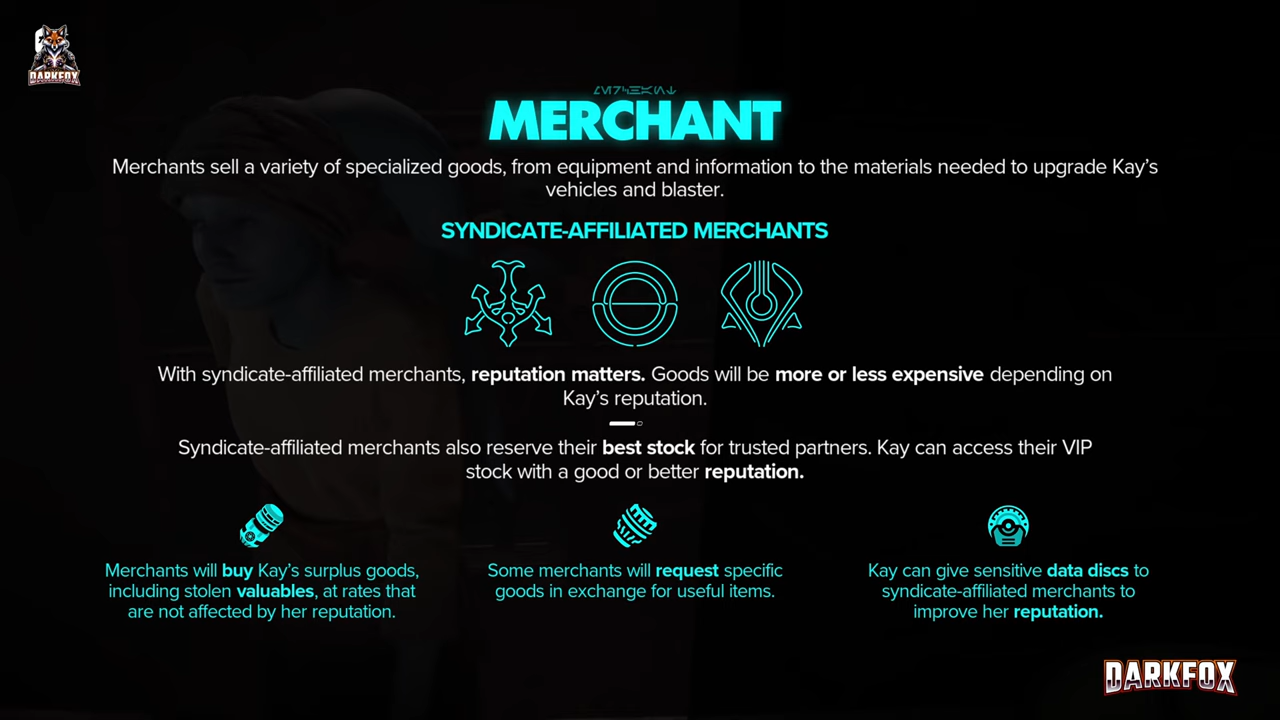 DARKFOX
MERCHANT
Merchants sell a variety of specialized goods, from equipment and information to the materials needed to upgrade Kay's
vehicles and blaster.
SYNDICATE-AFFILIATED MERCHANTS
With syndicate-affiliated merchants, reputation matters. Goods will be more or less expensive depending on
Kay's reputation.
Syndicate-affiliated merchants also reserve their best stock for trusted partners. Kay can access their VIP
stock with a good or better reputation.
Merchants will buy Kay's surplus goods,
including stolen valuables, at rates that
are not affected by her reputation.
Some merchants will request specific
goods in exchange for useful items.
Kay can give sensitive data discs to
syndicate-affiliated merchants to
improve her reputation.
DARKFOX